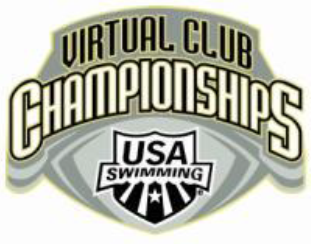 VIRTUAL CLUB
CHAMPIONSHIPS
USA
SWIMMING
®